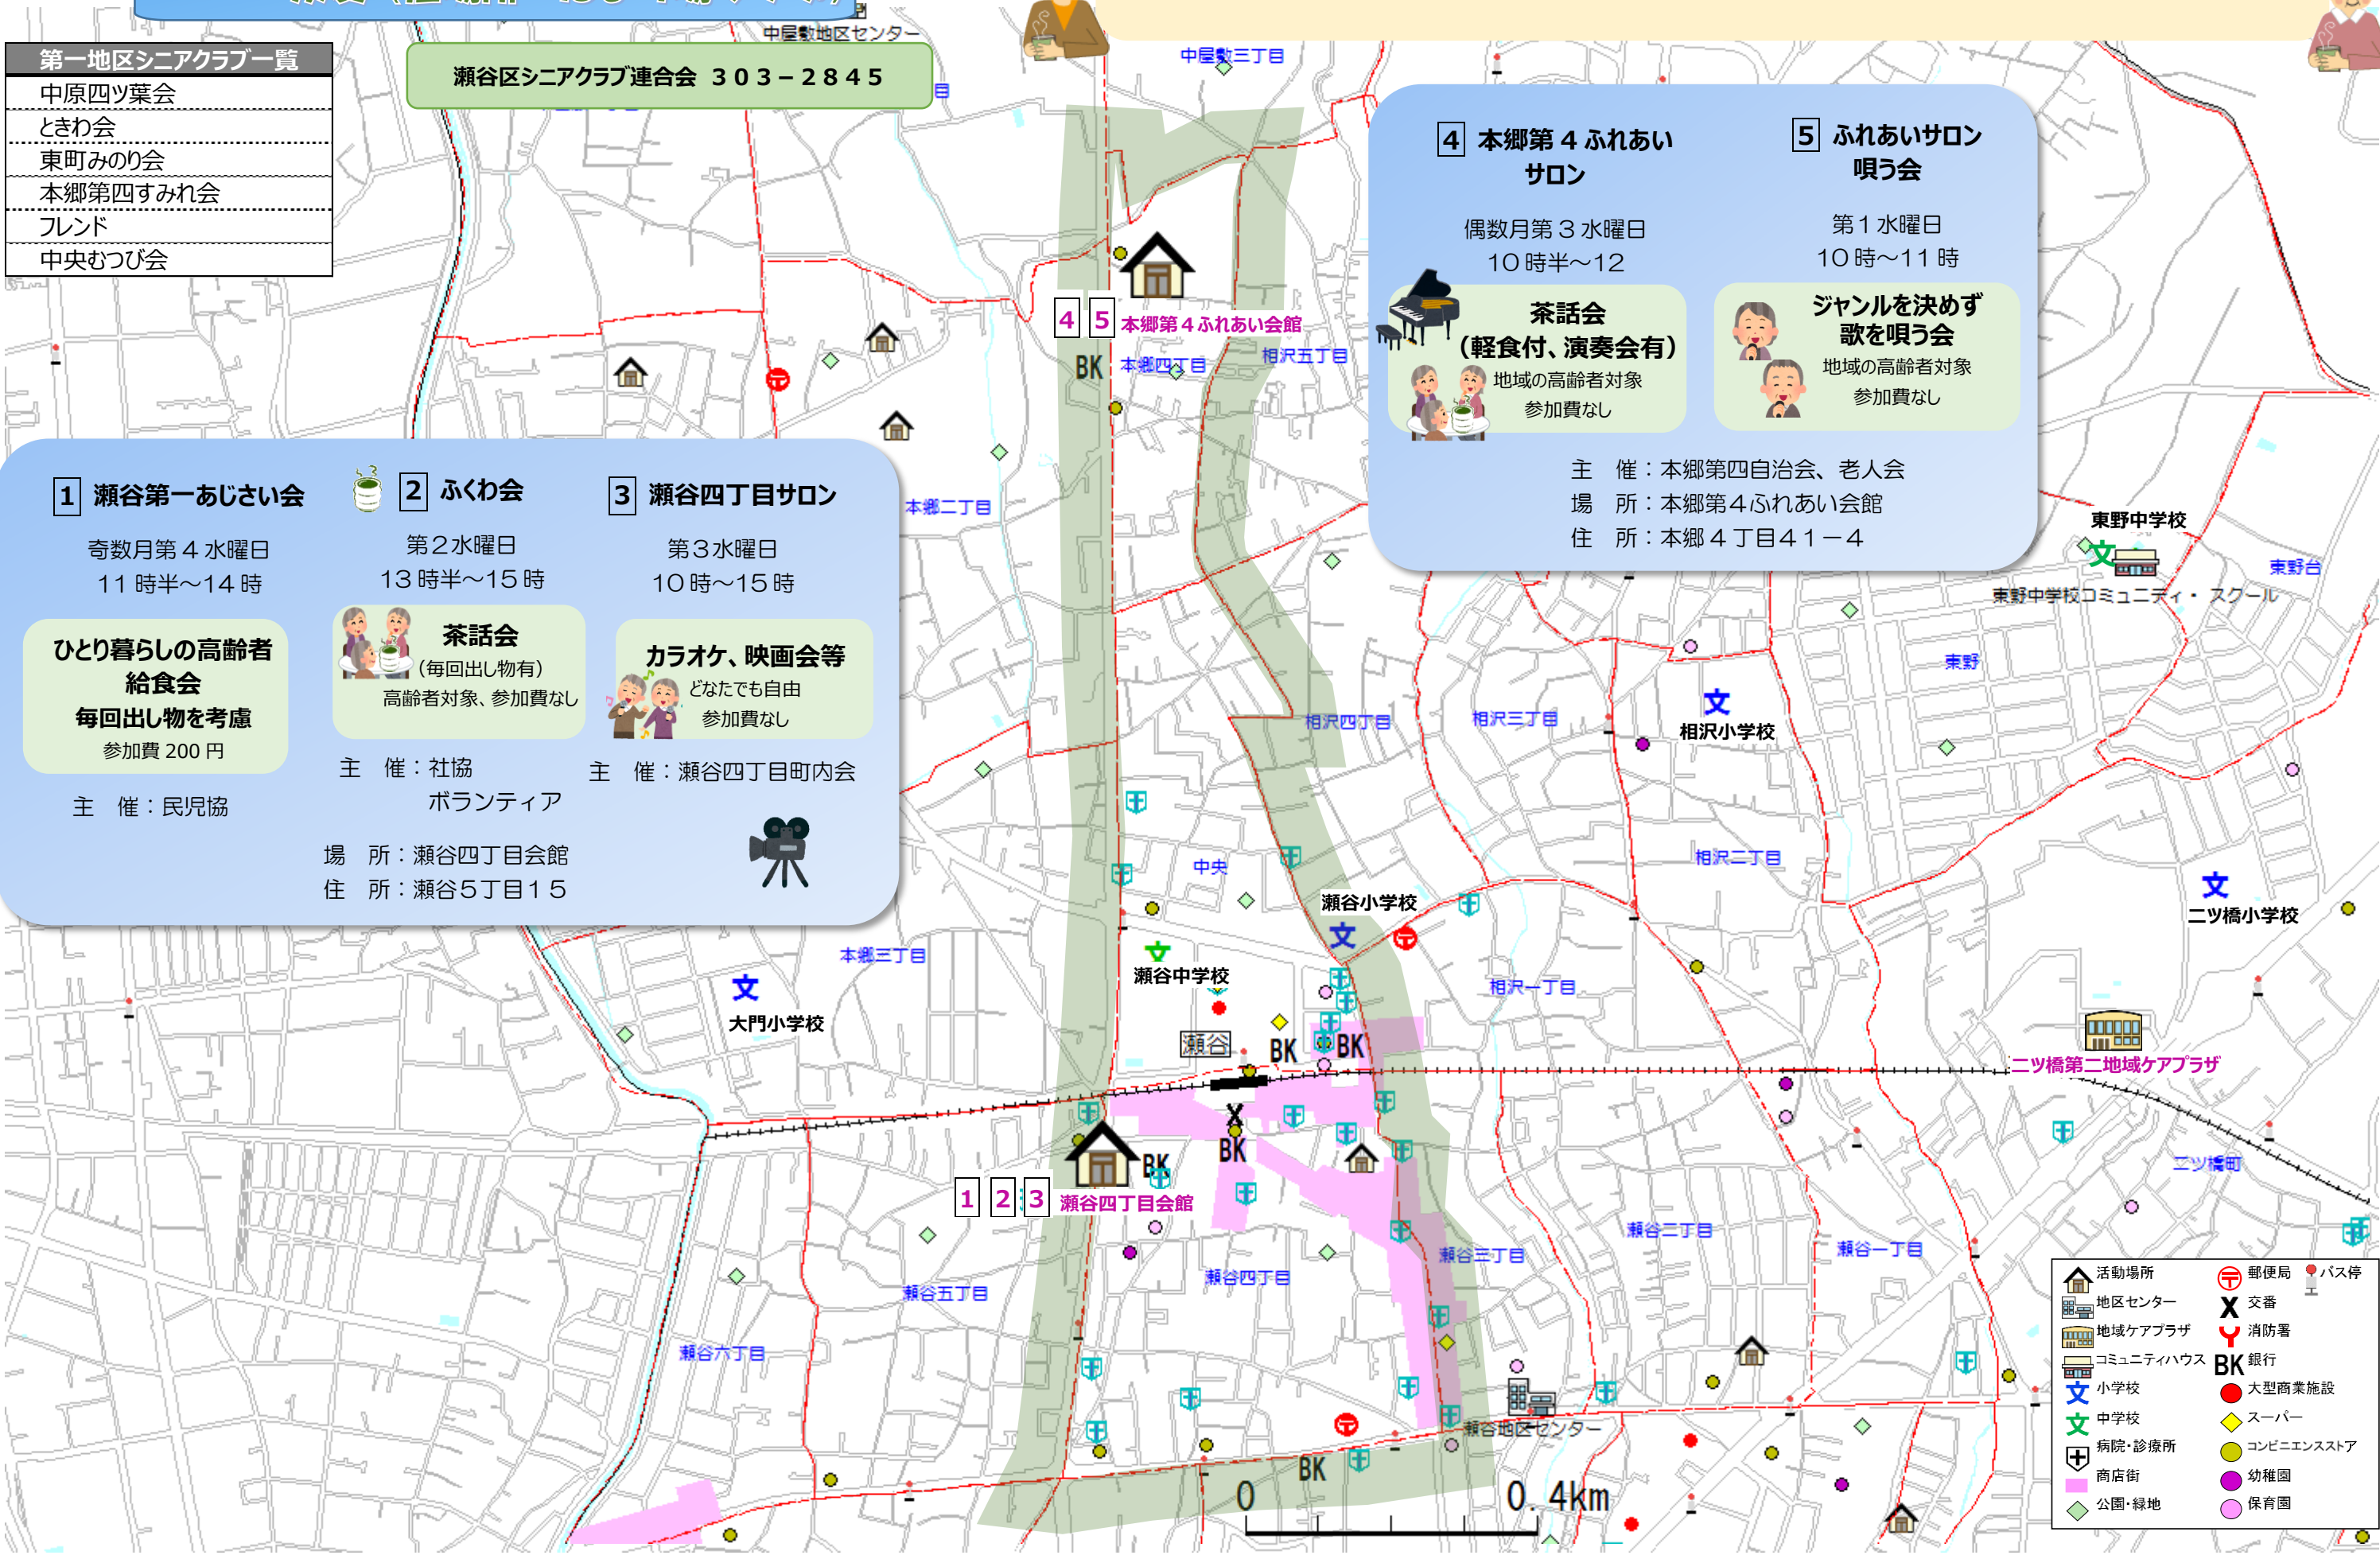 中屋敷地区センター
第一地区シニアクラブ一覧
中原四ツ葉会
ときわ会
東町みのり会
本郷第四すみれ会
フレンド
中央むつび会
瀬谷区シニアクラブ連合会 ３０３－２８４５
目
中屋敷三丁目
4 本郷第４ふれあい
サロン
偶数月第３水曜日
10時半～12
茶話会
（軽食付、演奏会有）
地域の高齢者対象
参加費なし
5 ふれあいサロン
唄う会
第１水曜日
10時～11時
ジャンルを決めず
歌を唄う会
地域の高齢者対象
参加費なし
主　催：本郷第四自治会、老人会
場　所：本郷第４ふれあい会館
住　所：本郷４丁目４１－４
4 5 本郷第４ふれあい会館
BK
本郷四丁目
相沢五丁目
1 瀬谷第一あじさい会
奇数月第４水曜日
11時半～14時
ひとり暮らしの高齢者
給食会
毎回出し物を考慮
参加費200円
主　催：民児協
2 ふくわ会
第２水曜日
13時半～15時
茶話会
（毎回出し物有）
高齢者対象、参加費なし
主　催：社協
ボランティア
3 瀬谷四丁目サロン
第３水曜日
10時～15時
カラオケ、映画会等
どなたでも自由
参加費なし
主　催：瀬谷四丁目町内会
場　所：瀬谷四丁目会館
住　所：瀬谷５丁目１５
本郷二丁目
東野中学校
文
東野台
東野中学校コミュニティ・スクール
東野
相沢四丁目
相沢三丁目
文
相沢小学校
中央
相沢二丁目
瀬谷小学校
文
文
二ツ橋小学校
本郷三丁目
文
瀬谷中学校
相沢一丁目
文
大門小学校
瀬谷
BK
BK
二ツ橋第二地域ケアプラザ
X
BK
BK
二ツ橋町
1 2 3 瀬谷四丁目会館
瀬谷三丁目
瀬谷二丁目
瀬谷一丁目
瀬谷四丁目
瀬谷五丁目
瀬谷六丁目
瀬谷地区センター
BK
0
0.4km
活動場所
地区センター
地域ケアプラザ
コミュニティハウス
文 小学校
文 中学校
病院・診療所
商店街
公園・緑地
郵便局
バス停
X 交番
消防署
BK 銀行
大型商業施設
スーパー
コンビニエンスストア
幼稚園
保育園